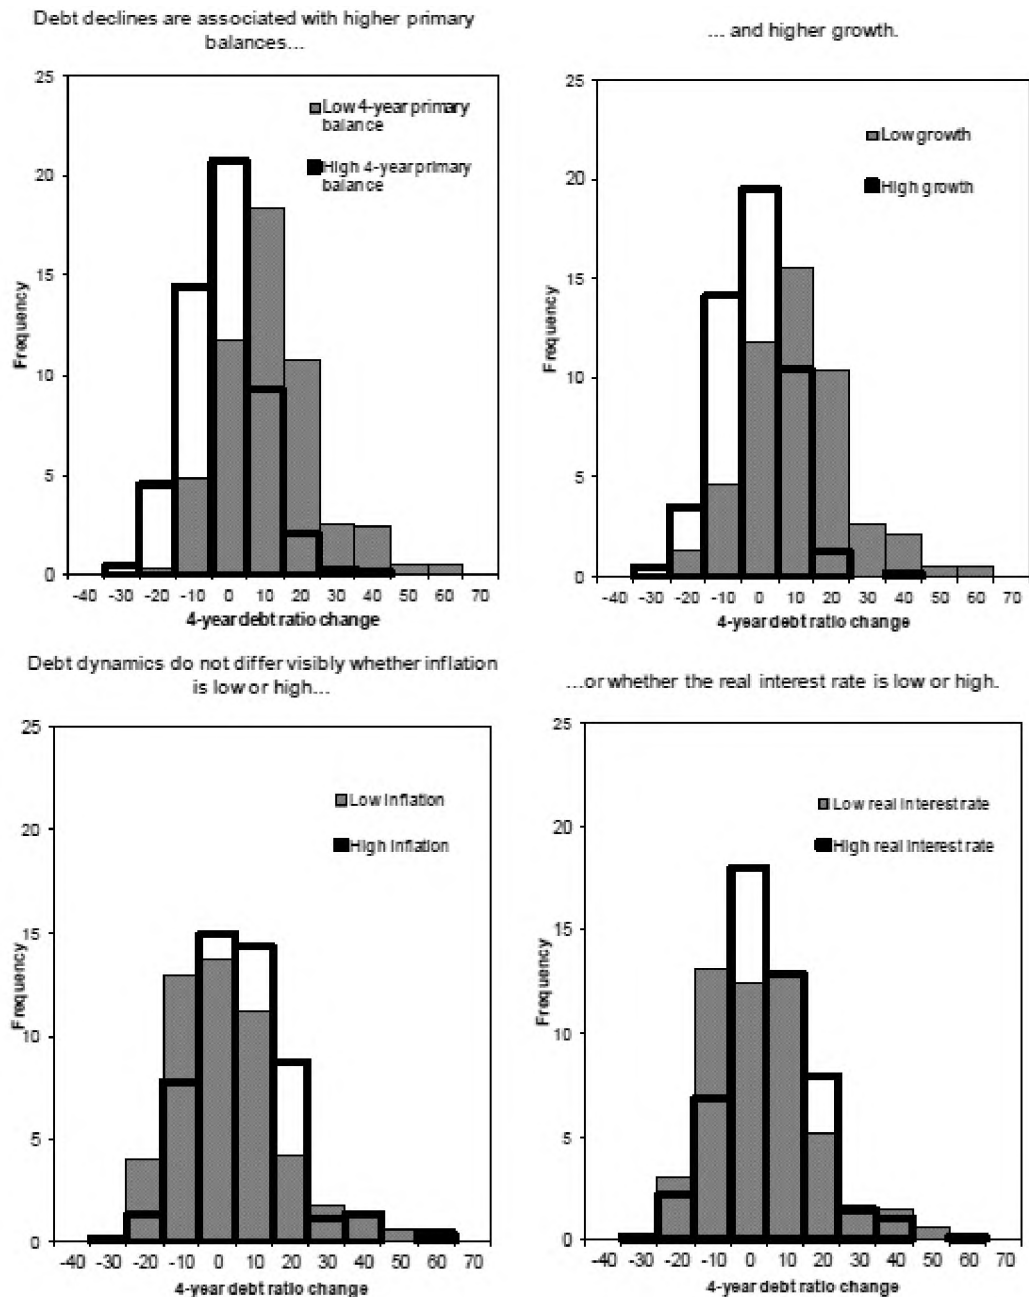 Debt declines are associated with higher primary
balances...
25
20
15
10
5
0
Frequency
Low 4-year primary
balance
High 4-year primary
balance
-40 -30 -20 -10 0 10 20 30 40 50 60 70
4-year debt ratio change
... and higher growth.
25
20
15
10
5
0
Frequency
Low growth
High growth
-40 -30 -20 -10 0 10 20 30 40 50 60 70
4-year debt ratio change
Debt dynamics do not differ visibly whether inflation
is low or high...
25
20
15
10
5
0
Frequency
Low inflation
High inflation
-40 -30 -20 -10 0 10 20 30 40 50 60 70
4-year debt ratio change
...or whether the real interest rate is low or high.
25
20
15
10
5
0
Frequency
Low real interest rate
High real interest rate
-40 -30 -20 -10 0 10 20 30 40 50 60 70
4-year debt ratio change